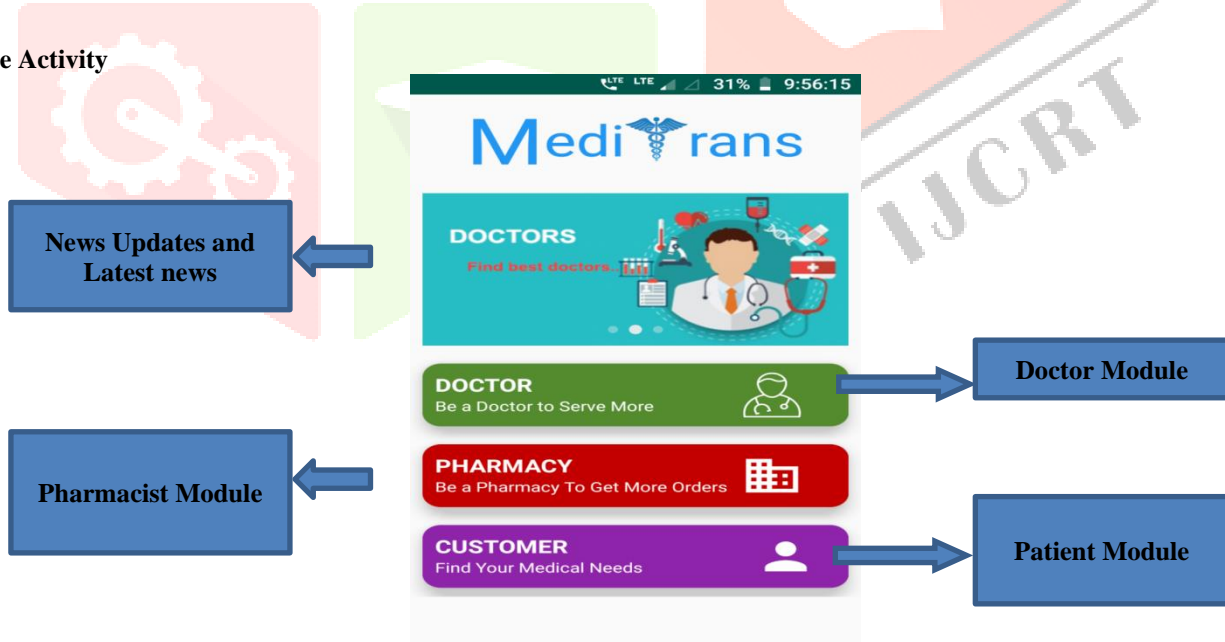 e Activity
LTE LTE 31% 9:56:15
Medi rans
DOCTORS
Find best doctors..
News Updates and
Latest news
DOCTOR
Be a Doctor to Serve More
Doctor Module
PHARMACY
Be a Pharmacy To Get More Orders
Pharmacist Module
CUSTOMER
Find Your Medical Needs
Patient Module
IJCRT